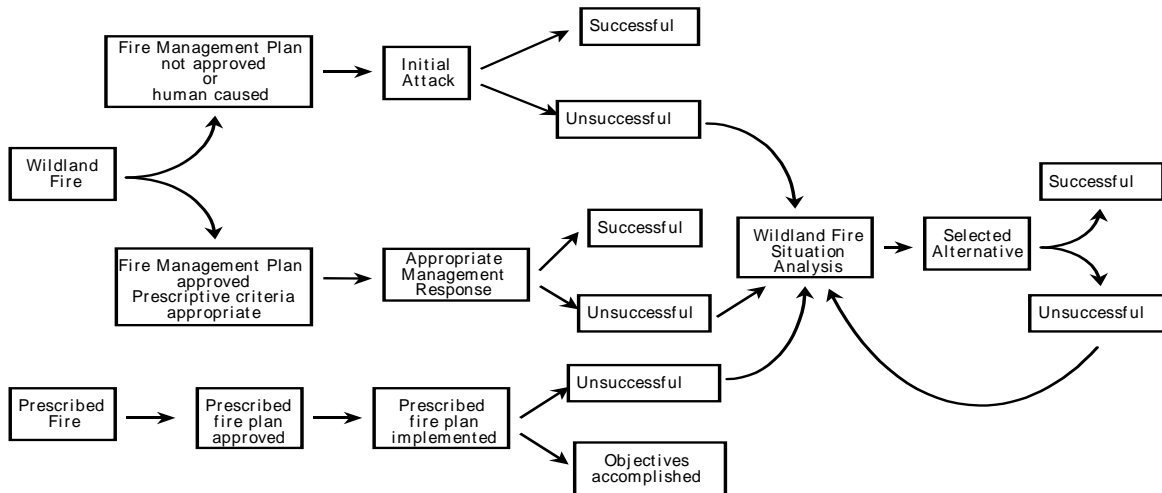 Fire Management Plan
not approved
or
human caused
Initial
Attack
Successful
Unsuccessful
Wildland
Fire
Fire Management Plan
approved
Prescriptive criteria
appropriate
Appropriate
Management
Response
Successful
Unsuccessful
Wildland Fire
Situation
Analysis
Selected
Alternative
Successful
Unsuccessful
Prescribed
Fire
Prescribed
fire plan
approved
Prescribed
fire plan
implemented
Unsuccessful
Objectives
accomplished